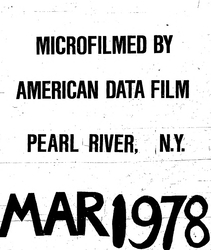 MICROFILMED BY
AMERICAN DATA FILM
PEARL RIVER, N.Y.
MAR 1978